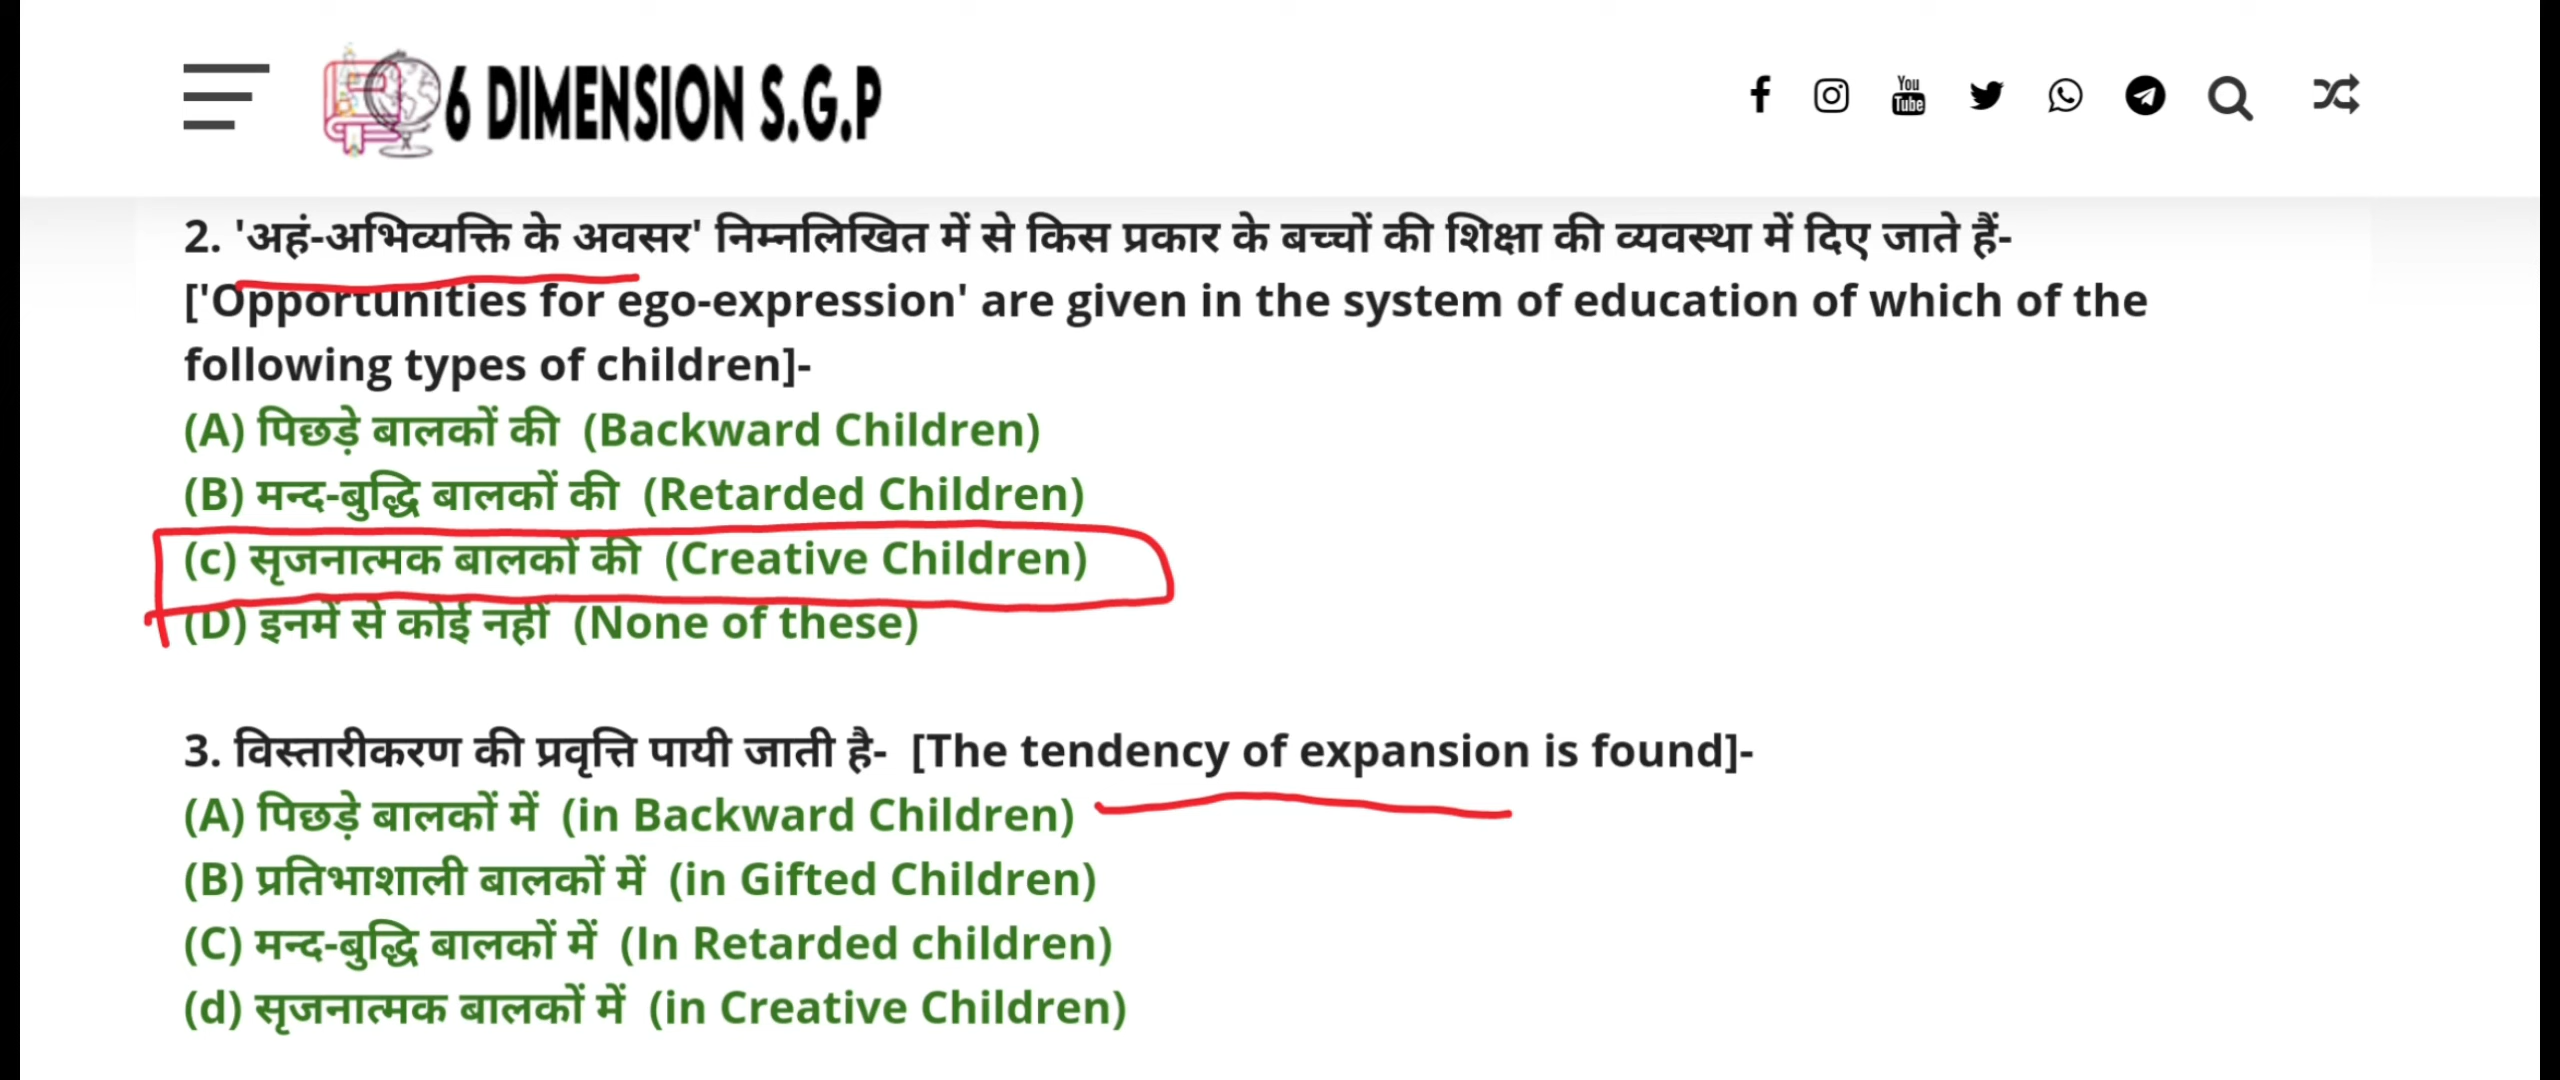 6 DIMENSION S.G.P
You
Tube
2. 'अहं-अभिव्यक्ति के अवसर' निम्नलिखित में से किस प्रकार के बच्चों की शिक्षा की व्यवस्था में दिए जाते हैं-
['Opportunities for ego-expression' are given in the system of education of which of the
following types of children]-
(A) पिछड़े बालकों की (Backward Children)
(B) मन्द-बुद्धि बालकों की (Retarded Children)
(c) सृजनात्मक बालकों की (Creative Children)
(D) इनमें से कोई नहीं (None of these)
3. विस्तारीकरण की प्रवृत्ति पायी जाती है- [The tendency of expansion is found]-
(A) पिछड़े बालकों में (in Backward Children)
(B) प्रतिभाशाली बालकों में (in Gifted Children)
(C) मन्द-बुद्धि बालकों में (In Retarded children)
(d) सृजनात्मक बालकों में (in Creative Children)